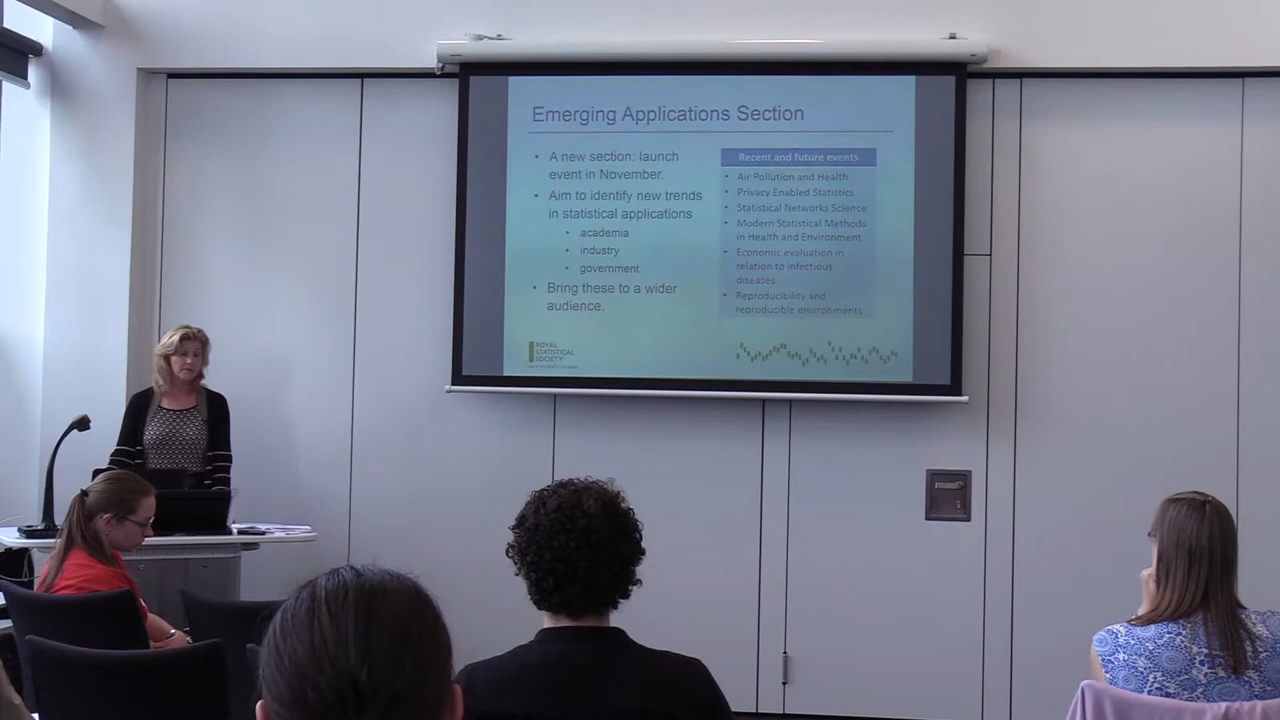 Emerging Applications Section
• A new section: launch
event in November.
• Aim to identify new trends
in statistical applications
• academia
• industry
• government
• Bring these to a wider
audience.
Recent and future events
• Air Pollution and Health
• Privacy Enabled Statistics
• Statistical Networks Science
• Modern Statistical Methods
in Health and Environment
• Economic evaluation in
relation to infectious
diseases
• Reproducibility and
reproducible environments
ROYAL
STATISTICAL
SOCIETY